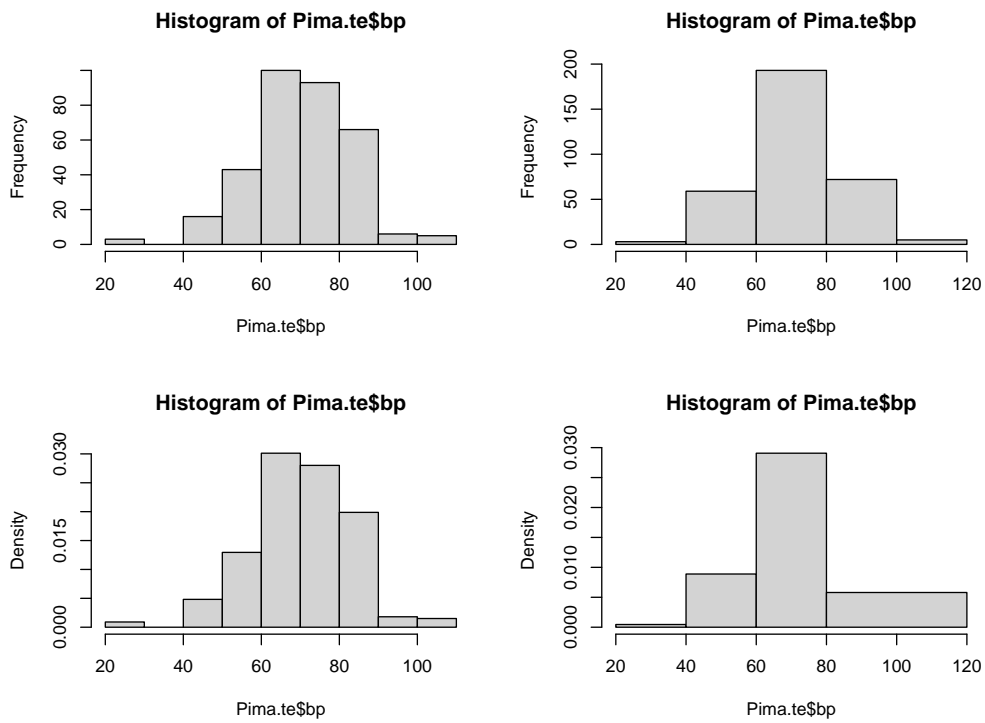 Histogram of Pima.te$bp
Frequency
0 20 40 60 80
20 40 60 80 100
Pima.te$bp
Histogram of Pima.te$bp
Frequency
0 50 100 150 200
20 40 60 80 100 120
Pima.te$bp
Histogram of Pima.te$bp
Density
0.000 0.015 0.030
20 40 60 80 100
Pima.te$bp
Histogram of Pima.te$bp
Density
0.000 0.010 0.020 0.030
20 40 60 80 100 120
Pima.te$bp